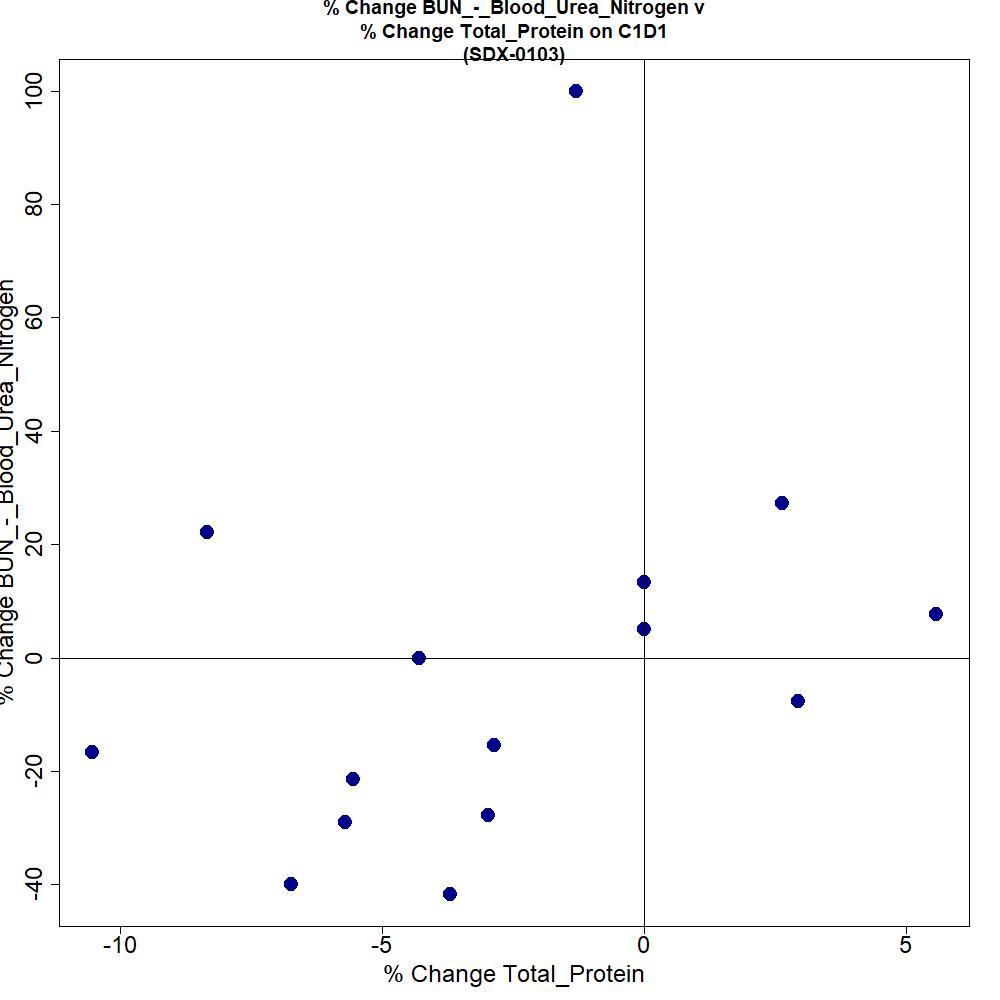 % Change BUN_-_Blood_Urea_Nitrogen v
% Change Total_Protein on C1D1
(SDX-0103)
% Change BUN_-_Blood_Urea_Nitrogen
100
80
60
40
20
0
-20
-40
-10
-5
0
5
% Change Total_Protein